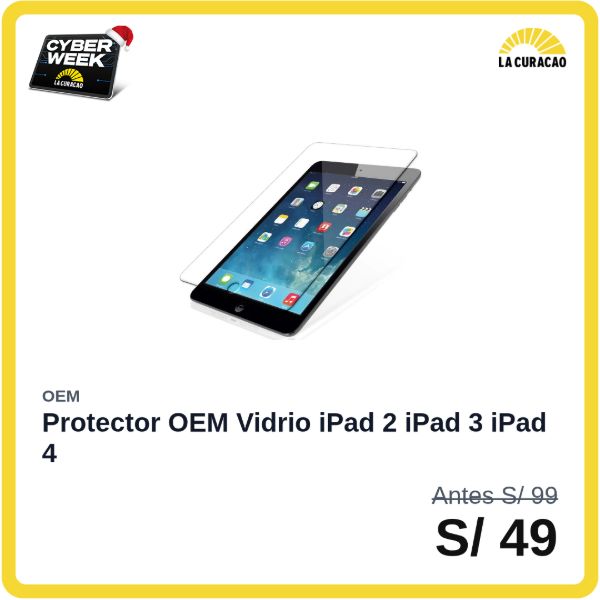 CYBER
WEEK
LA CURACAO
LA CURACAO
OEM
Protector OEM Vidrio iPad 2 iPad 3 iPad
4
Antes S/ 99
S/ 49